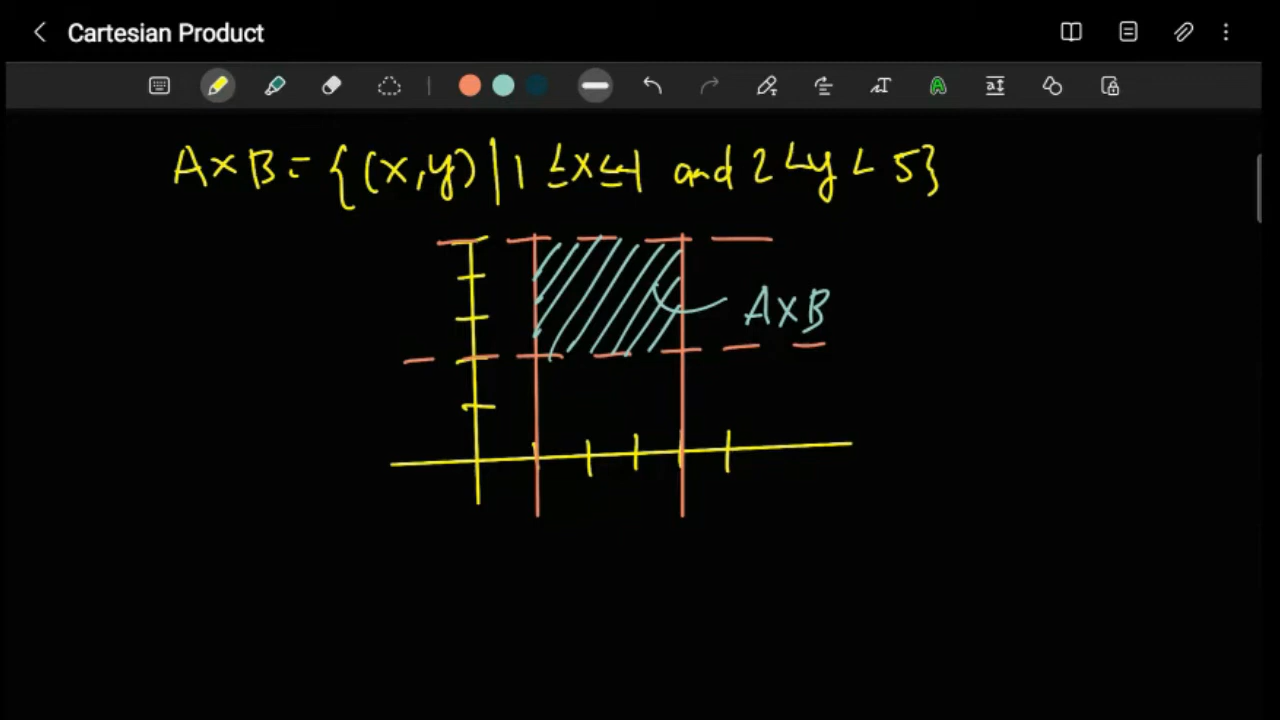 Cartesian Product
A×B = {(x,y) | 1 ≤ x ≤ 4 and 2 < y < 5}
A×B